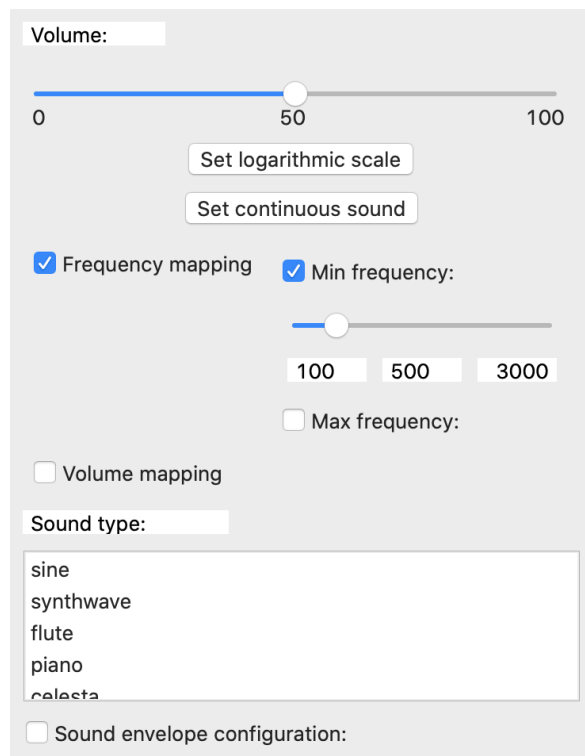 Volume:
0 50 100
Set logarithmic scale
Set continuous sound
Frequency mapping
Min frequency:
100 500 3000
Max frequency:
Volume mapping
Sound type:
sine
synthwave
flute
piano
celesta
Sound envelope configuration: